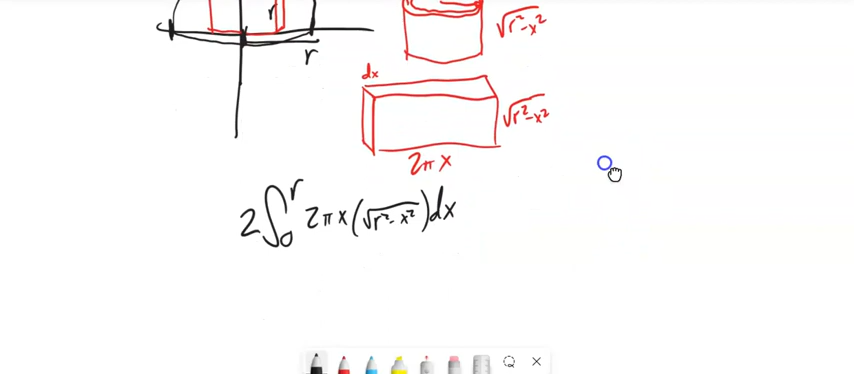 r
√r²-x²
r
dx
√r²-x²
2πx
2∫₀ʳ 2πx(√r²-x²)dx